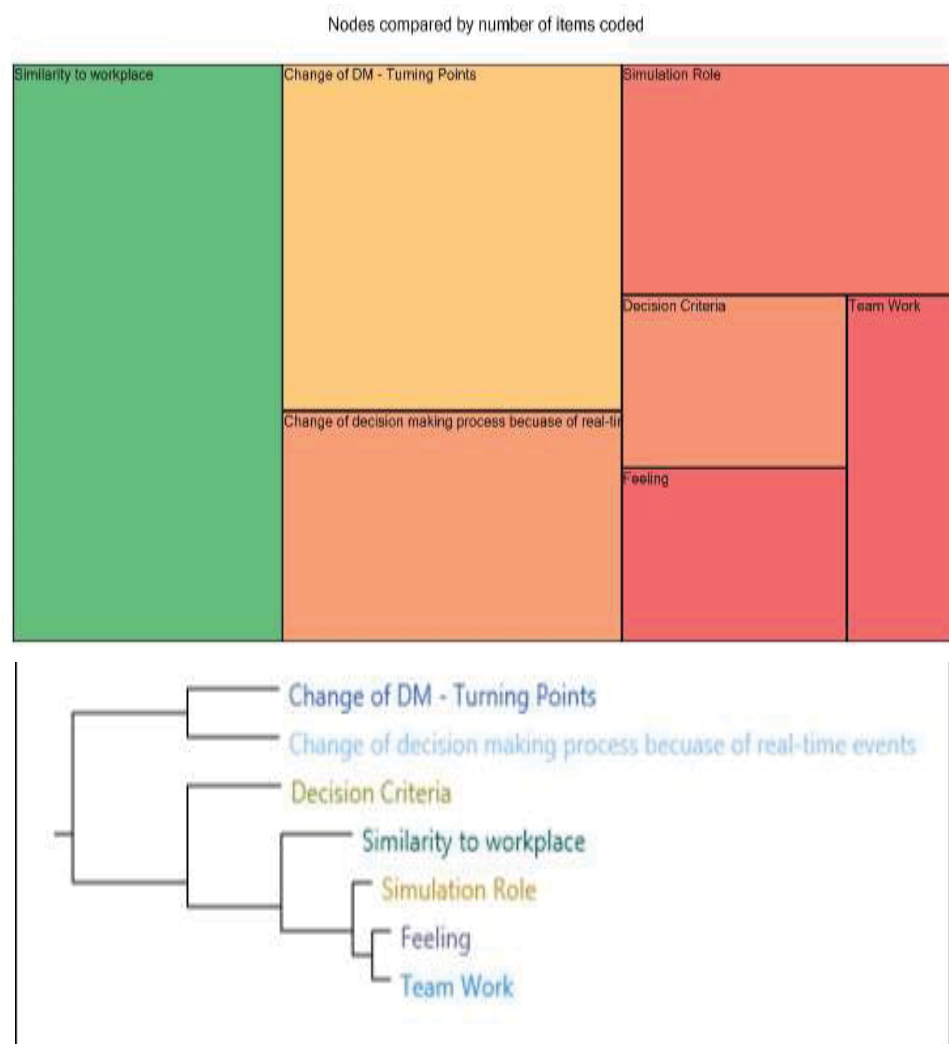 Nodes compared by number of items coded
Similarity to workplace
Change of DM - Turning Points
Simulation Role
Decision Criteria
Team Work
Change of decision making process becuase of real-tir
Feeling
Change of DM - Turning Points
Change of decision making process becuase of real-time events
Decision Criteria
Similarity to workplace
Simulation Role
Feeling
Team Work